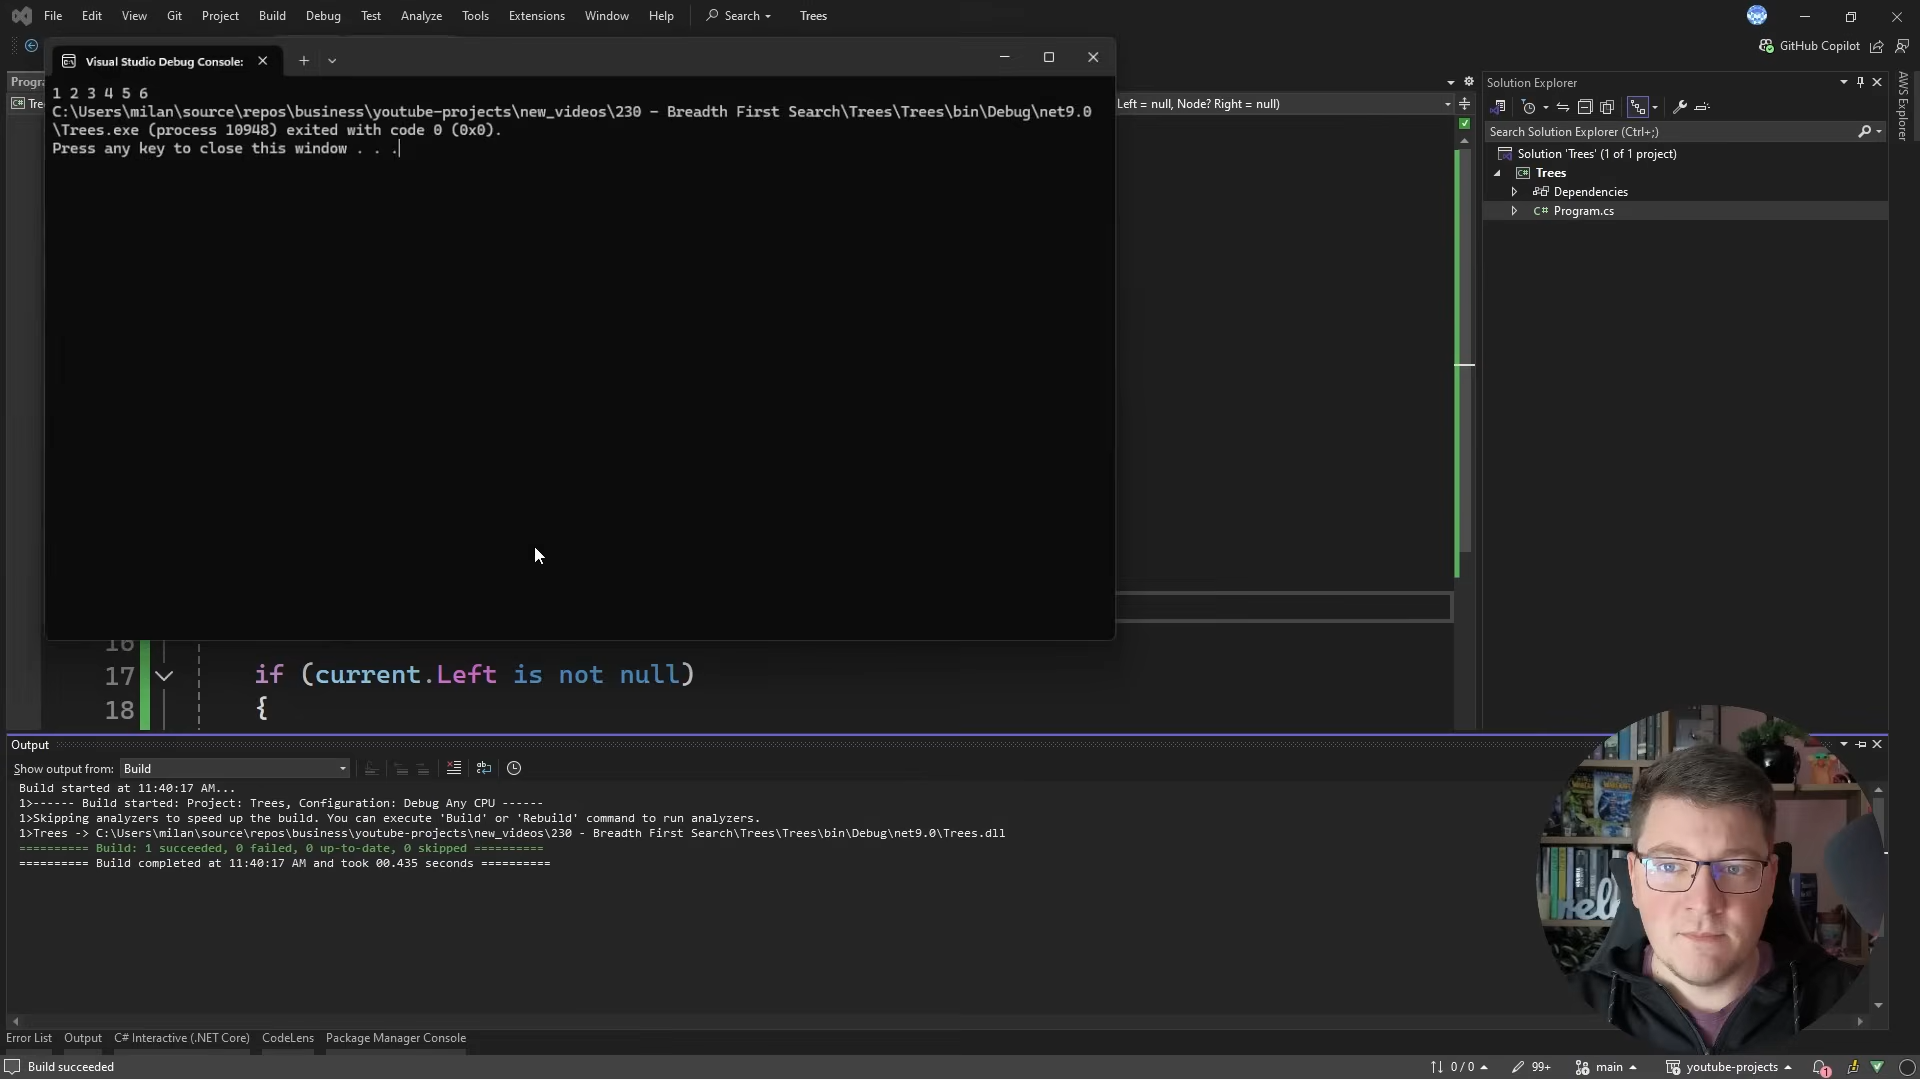 File Edit View Git Project Build Debug Test Analyze Tools Extensions Window Help Search Trees
GitHub Copilot
Visual Studio Debug Console:
1 2 3 4 5 6
C:\Users\milan\source\repos\business\youtube-projects\new_videos\230 - Breadth First Search\Trees\Trees\bin\Debug\net9.0
\Trees.exe (process 10948) exited with code 0 (0x0).
Press any key to close this window . . .
Left = null, Node? Right = null)
Solution Explorer
AWS Explorer
Search Solution Explorer (Ctrl+;)
Solution 'Trees' (1 of 1 project)
C# Trees
Dependencies
C# Program.cs
16
17 if (current.Left is not null)
18 {
Output
Show output from: Build
Build started at 11:40:17 AM...
1>------ Build started: Project: Trees, Configuration: Debug Any CPU ------
1>Skipping analyzers to speed up the build. You can execute 'Build' or 'Rebuild' command to run analyzers.
1>Trees -> C:\Users\milan\source\repos\business\youtube-projects\new_videos\230 - Breadth First Search\Trees\Trees\bin\Debug\net9.0\Trees.dll
========== Build: 1 succeeded, 0 failed, 0 up-to-date, 0 skipped ==========
========== Build completed at 11:40:17 AM and took 00.435 seconds ==========
Error List Output C# Interactive (.NET Core) CodeLens Package Manager Console
Build succeeded
0 / 0 99+ main youtube-projects 1